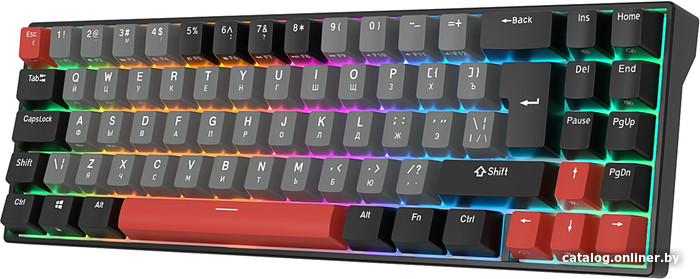 Esc 1! 2@ 3# 4$ 5% 6^ 7& 8* 9( 0) -_ =+ ←Back Ins Home
Tab Q Й W Ц E У R К T Е Y Н U Г I Ш O Щ P З [{ Х ]} Ъ Del End
CapsLock A Ф S Ы D В F А G П H Р J О K Л L Д ;: Ж '" Э \| / Pause PgUp
Shift \| Z Я X Ч C С V М B И N Т M Ь ,< Б .> Ю /? Shift ↑ PgDn
Ctrl Alt Alt Fn Ctrl ← ↓ →
catalog.onliner.by